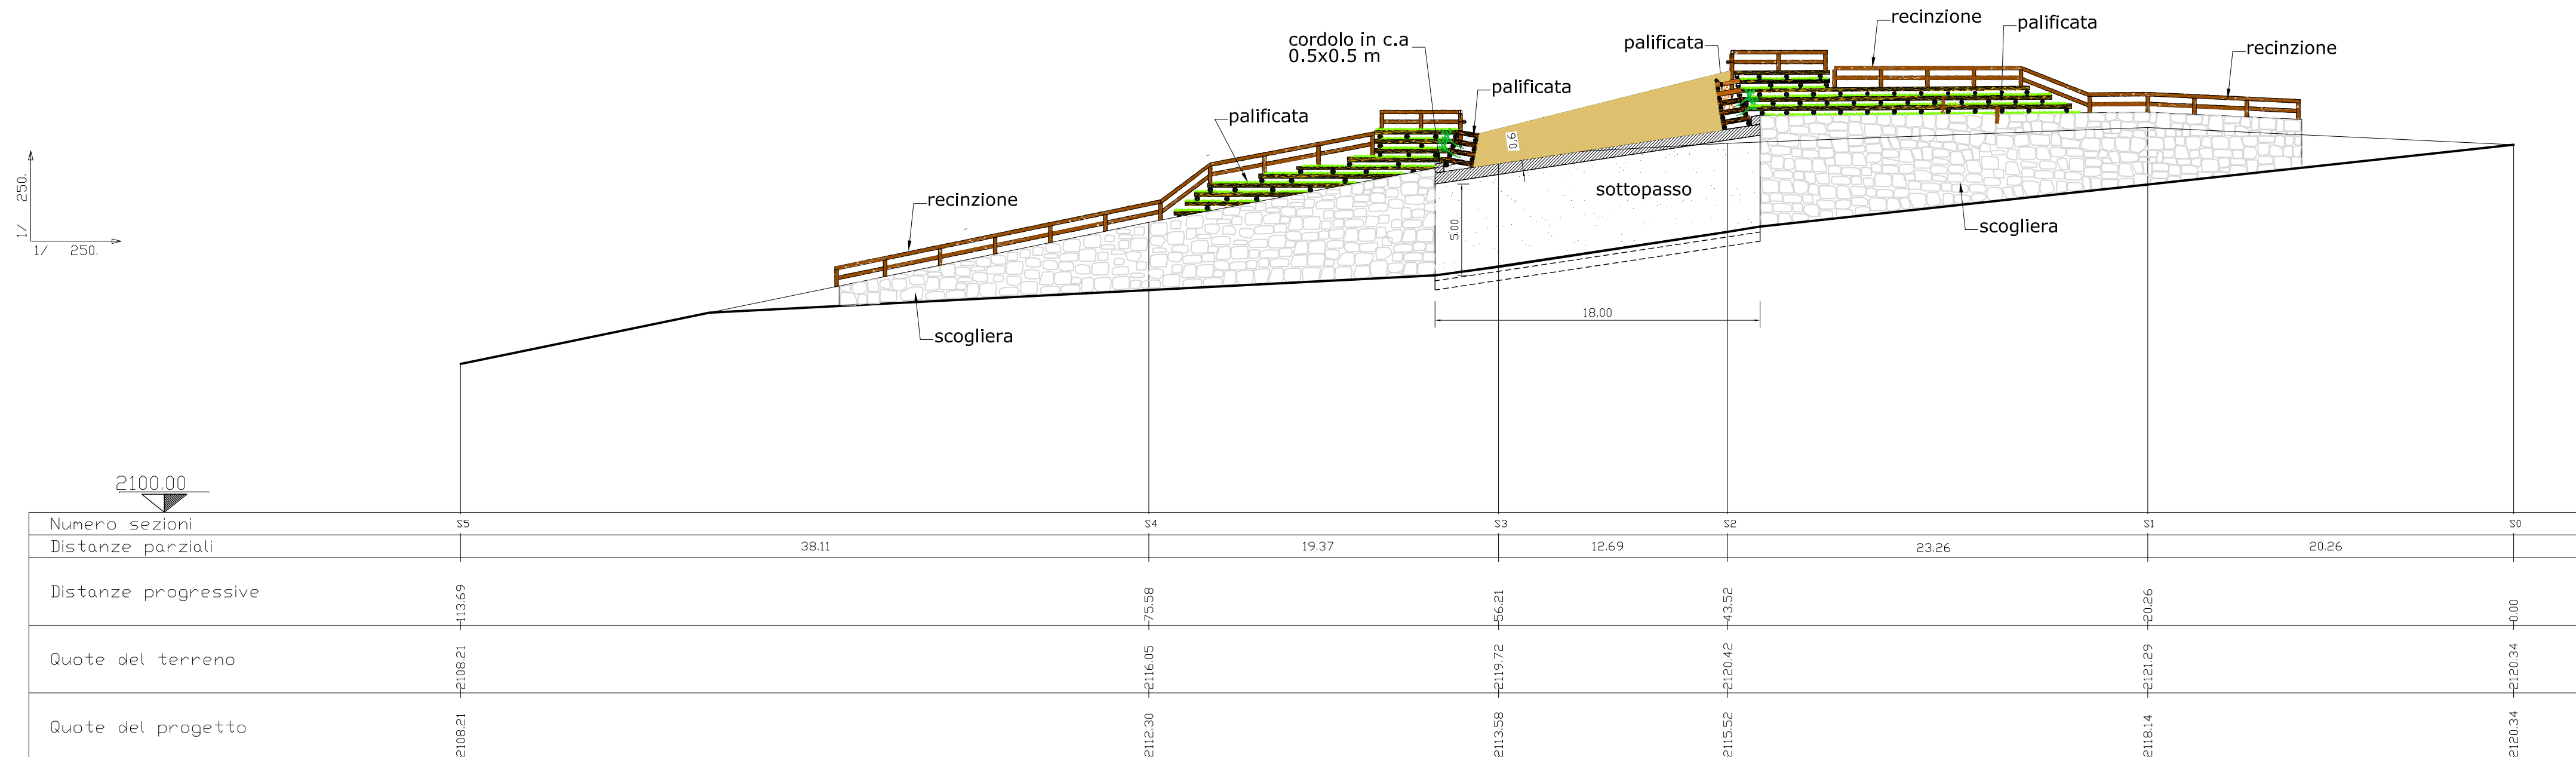 recinzione
palificata
cordolo in c.a
0.5x0.5 m
palificata
recinzione
palificata
palificata
0,96
recinzione
sottopasso
scogliera
5.00
1/ 250.
1/ 250.
18.00
scogliera
2100.00
Numero sezioni S5 S4 S3 S2 S1 S0
Distanze parziali 38.11 19.37 12.69 23.26 20.26
Distanze progressive 113.69 75.58 56.21 43.52 20.26 0.00
Quote del terreno 2108.21 2116.05 2119.72 2120.42 2121.29 2120.34
Quote del progetto 2108.21 2112.30 2113.58 2115.52 2118.14 2120.34